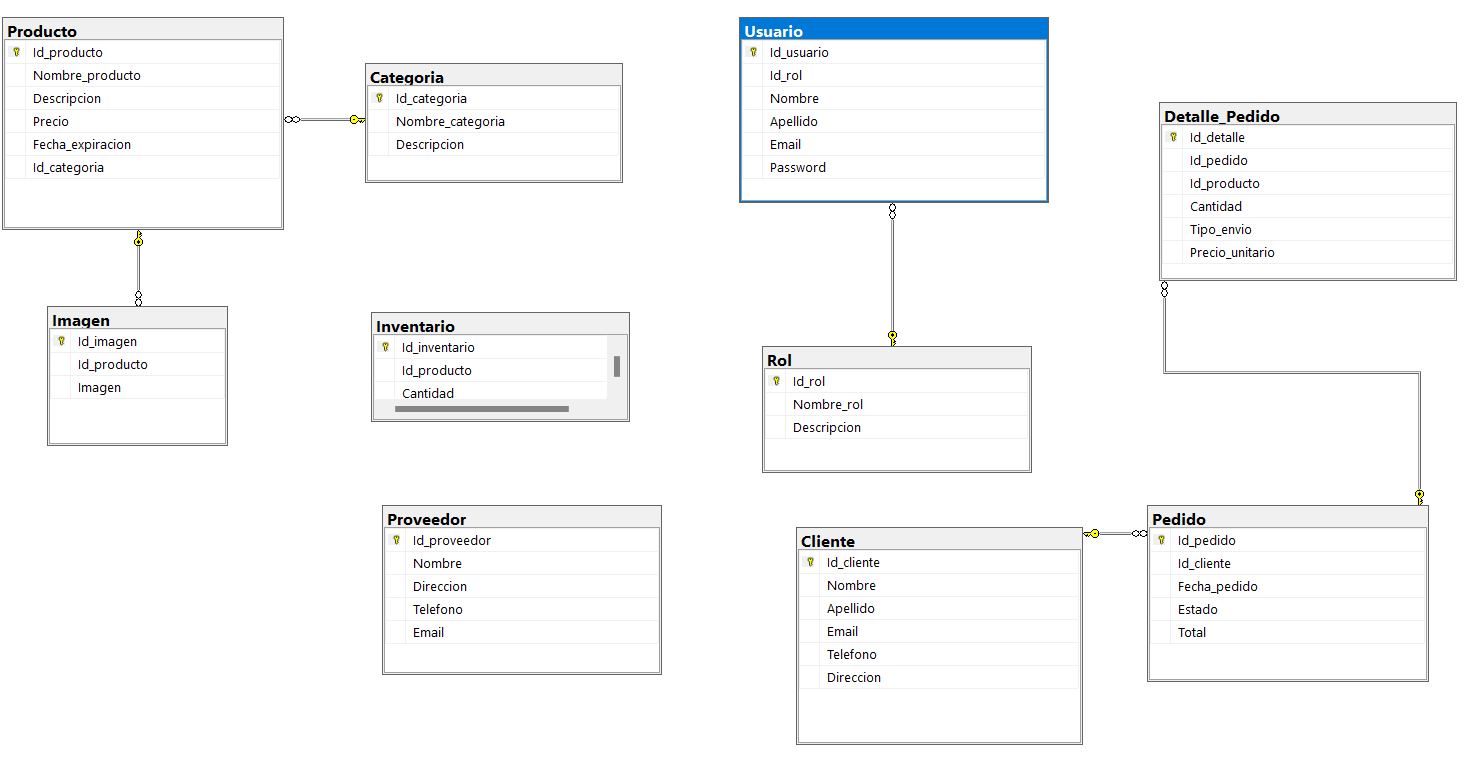 Producto
Id_producto
Nombre_producto
Descripcion
Precio
Fecha_expiracion
Id_categoria
Categoria
Id_categoria
Nombre_categoria
Descripcion
Imagen
Id_imagen
Id_producto
Imagen
Inventario
Id_inventario
Id_producto
Cantidad
Proveedor
Id_proveedor
Nombre
Direccion
Telefono
Email
Usuario
Id_usuario
Id_rol
Nombre
Apellido
Email
Password
Rol
Id_rol
Nombre_rol
Descripcion
Cliente
Id_cliente
Nombre
Apellido
Email
Telefono
Direccion
Detalle_Pedido
Id_detalle
Id_pedido
Id_producto
Cantidad
Tipo_envio
Precio_unitario
Pedido
Id_pedido
Id_cliente
Fecha_pedido
Estado
Total